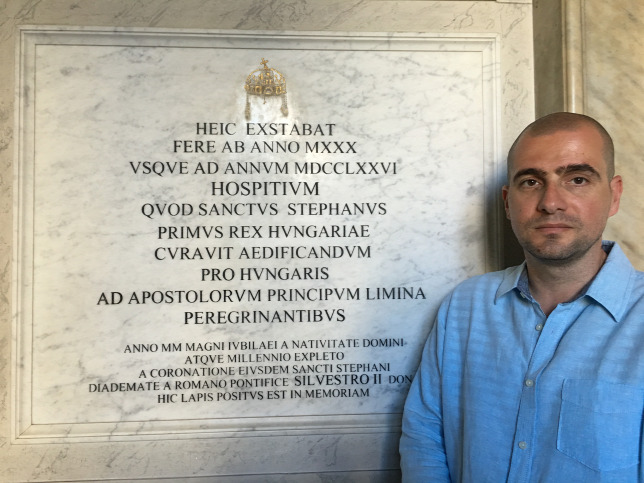 HEIC EXSTABAT
FERE AB ANNO MXXX
VSQVE AD ANNVM MDCCLXXVI
HOSPITIVM
QVOD SANCTVS STEPHANVS
PRIMVS REX HVNGARIAE
CVRAVIT AEDIFICANDVM
PRO HVNGARIS
AD APOSTOLORVM PRINCIPVM LIMINA
PEREGRINANTIBVS
ANNO MM MAGNI IVBILAEI A NATIVITATE DOMINI
ATQVE MILLENNIO EXPLETO
A CORONATIONE EIVSDEM SANCTI STEPHANI
DIADEMATE A ROMANO PONTIFICE SILVESTRO II
HIC LAPIS POSITVS EST IN MEMORIAM